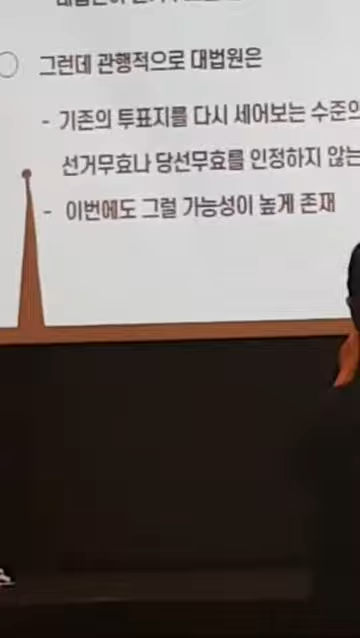 그런데 관행적으로 대법원은
- 기존의 투표지를 다시 세어보는 수준의
선거무효나 당선무효를 인정하지 않는
- 이번에도 그럴 가능성이 높게 존재